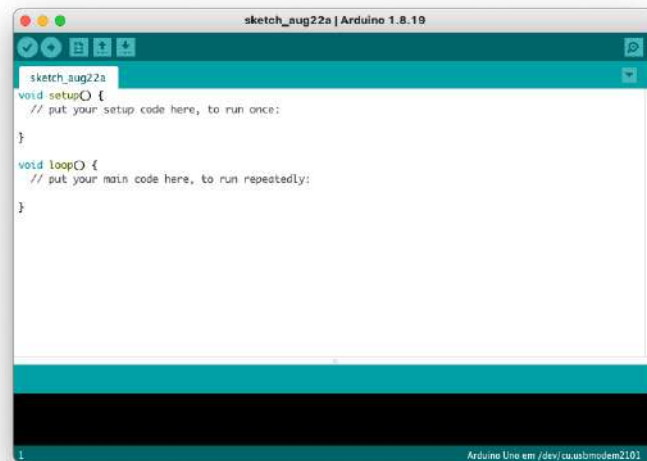 sketch_aug22a | Arduino 1.8.19
sketch_aug22a
void setup() {
  // put your setup code here, to run once:
}
void loop() {
  // put your main code here, to run repeatedly:
}
1
Arduino Uno em /dev/cu.usbmodem2101